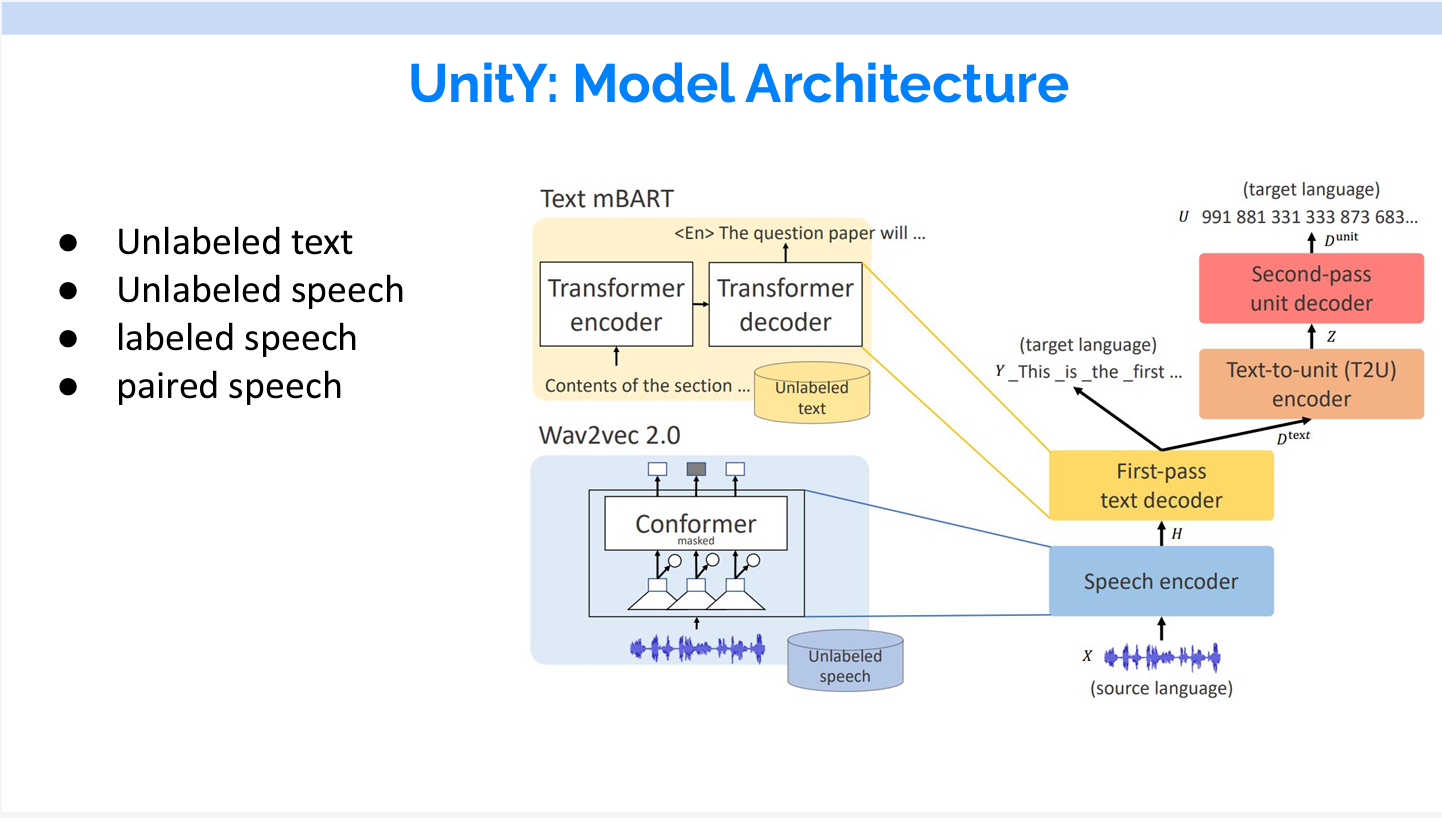 UnitY: Model Architecture
● Unlabeled text
● Unlabeled speech
● labeled speech
● paired speech
Text mBART
<En> The question paper will ...
Transformer
encoder
Transformer
decoder
Contents of the section ...
Unlabeled
text
Wav2vec 2.0
Conformer
masked
Unlabeled
speech
(target language)
U 991 881 331 333 873 683...
D^unit
Second-pass
unit decoder
Z
Text-to-unit (T2U)
encoder
D^text
(target language)
Y _This _is _the _first ...
First-pass
text decoder
H
Speech encoder
X
(source language)